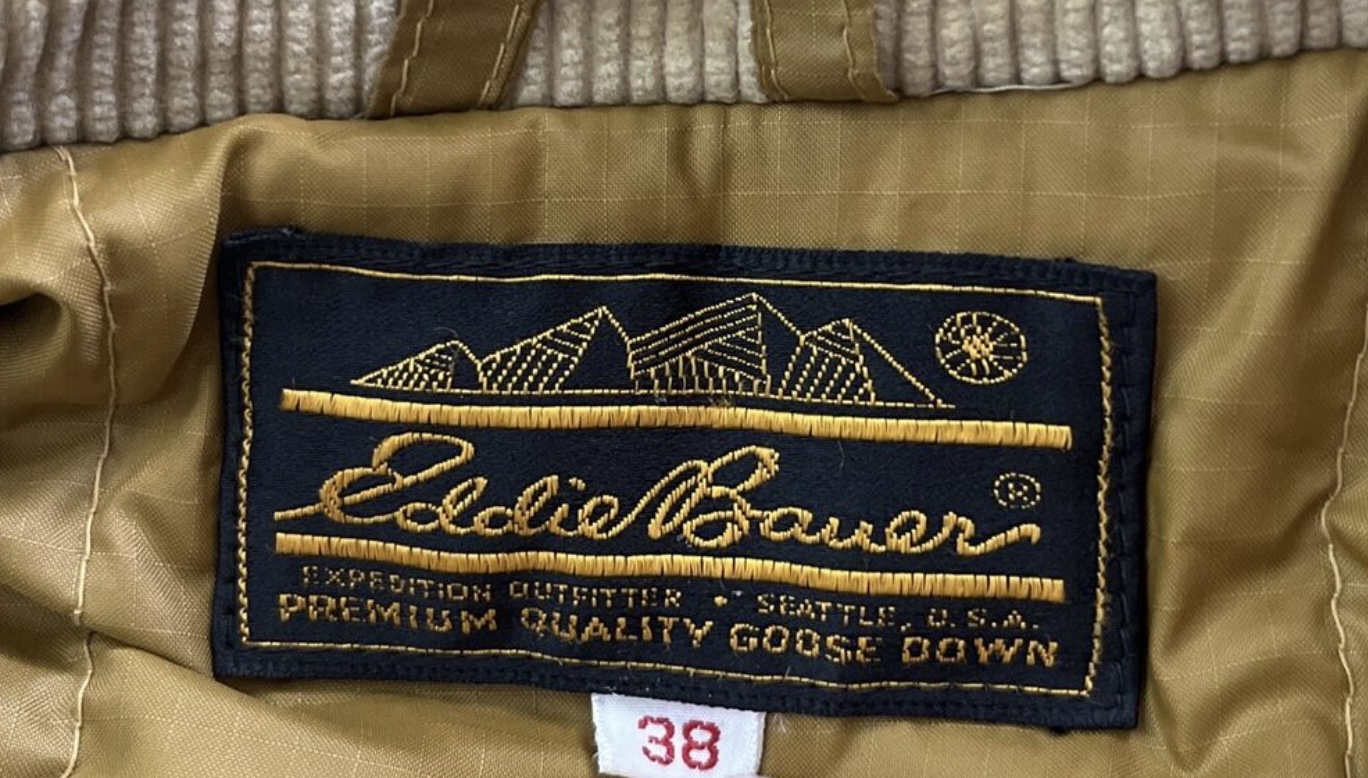 Eddie Bauer ®
EXPEDITION OUTFITTER • SEATTLE, U.S.A.
PREMIUM QUALITY GOOSE DOWN
38